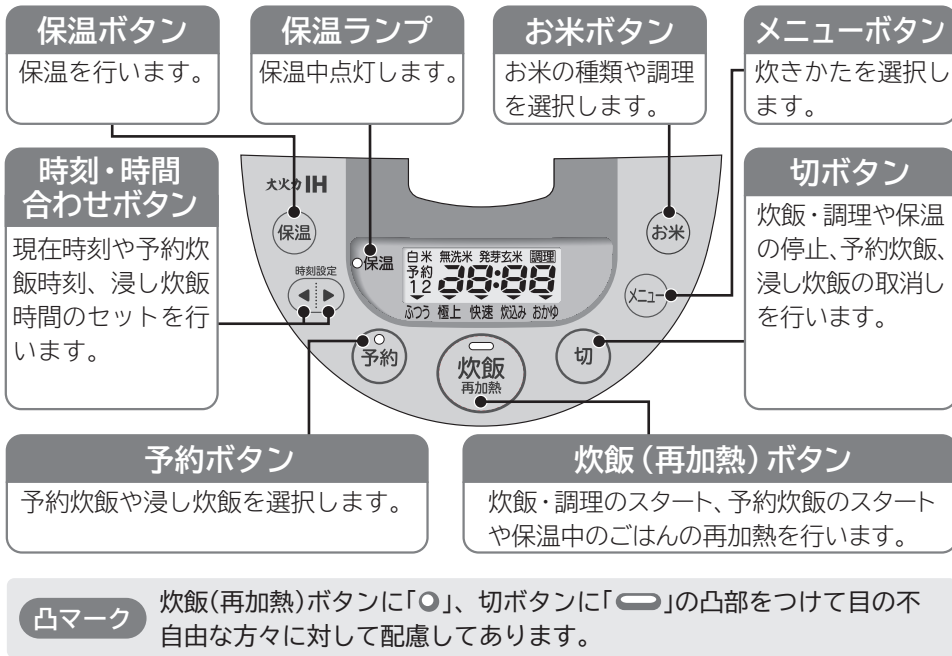 保温ボタン
保温を行います。
保温ランプ
保温中点灯します。
お米ボタン
お米の種類や調理
を選択します。
メニューボタン
炊きかたを選択し
ます。
時刻・時間
合わせボタン
現在時刻や予約炊
飯時刻、浸し炊飯
時間のセットを行
います。
切ボタン
炊飯・調理や保温
の停止、予約炊飯、
浸し炊飯の取消し
を行います。
大火力IH
保温
お米
保温
白米 無洗米 発芽玄米 調理
予約
12 88:88
ふつう 極上 快速 炊込み おかゆ
時刻設定
メニュー
予約
炊飯
再加熱
切
予約ボタン
予約炊飯や浸し炊飯を選択します。
炊飯(再加熱)ボタン
炊飯・調理のスタート、予約炊飯のスタート
や保温中のごはんの再加熱を行います。
凸マーク
炊飯(再加熱)ボタンに「○」、切ボタンに「⬭」の凸部をつけて目の不
自由な方々に対して配慮してあります。